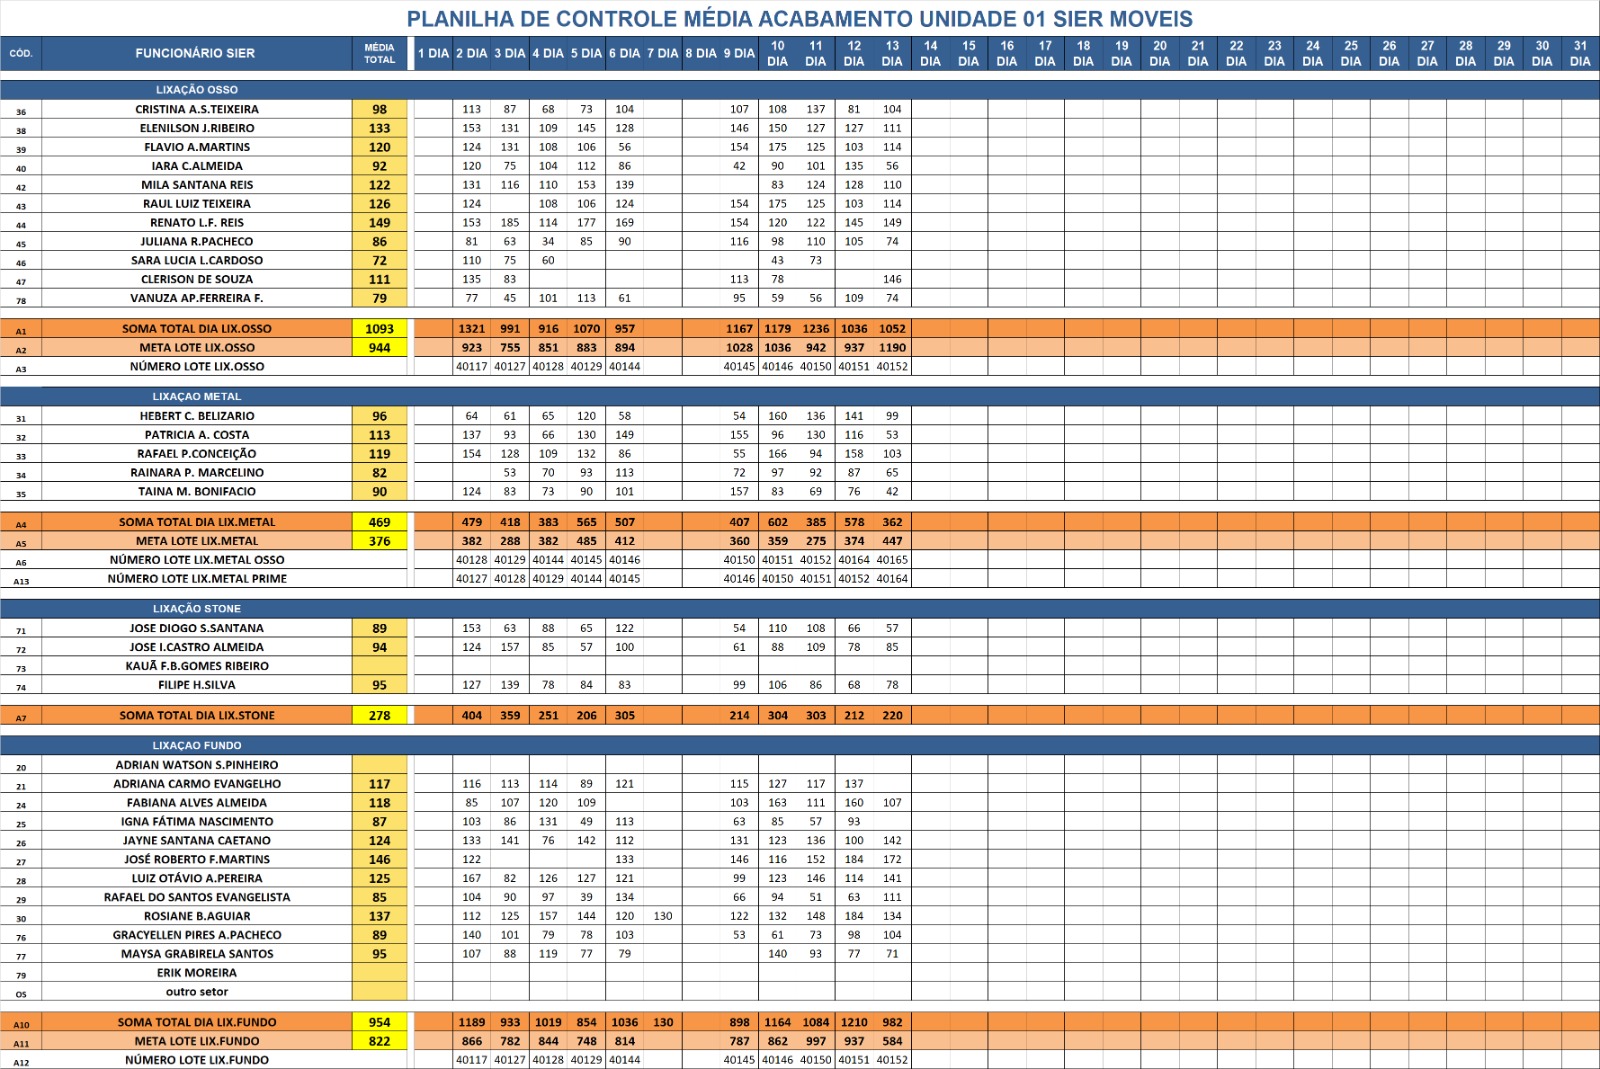 PLANILHA DE CONTROLE MÉDIA ACABAMENTO UNIDADE 01 SIER MOVEIS
CÓD. FUNCIONÁRIO SIER MÉDIA TOTAL 1 DIA 2 DIA 3 DIA 4 DIA 5 DIA 6 DIA 7 DIA 8 DIA 9 DIA 10 DIA 11 DIA 12 DIA 13 DIA 14 DIA 15 DIA 16 DIA 17 DIA 18 DIA 19 DIA 20 DIA 21 DIA 22 DIA 23 DIA 24 DIA 25 DIA 26 DIA 27 DIA 28 DIA 29 DIA 30 DIA 31 DIA
LIXAÇÃO OSSO
36 CRISTINA A.S.TEIXEIRA 98 113 87 68 73 104 107 108 137 81 104
38 ELENILSON J.RIBEIRO 133 153 131 109 145 128 146 150 127 127 111
39 FLAVIO A.MARTINS 120 124 131 108 106 56 154 175 125 103 114
40 IARA C.ALMEIDA 92 120 75 104 112 86 42 90 101 135 56
42 MILA SANTANA REIS 122 131 116 110 153 139 83 124 128 110
43 RAUL LUIZ TEIXEIRA 126 124 108 106 124 154 175 125 103 114
44 RENATO L.F. REIS 149 153 185 114 177 169 154 120 122 145 149
45 JULIANA R.PACHECO 86 81 63 34 85 90 116 98 110 105 74
46 SARA LUCIA L.CARDOSO 72 110 75 60 43 73
47 CLERISON DE SOUZA 111 135 83 113 78 146
78 VANUZA AP.FERREIRA F. 79 77 45 101 113 61 95 59 56 109 74
A1 SOMA TOTAL DIA LIX.OSSO 1093 1321 991 916 1070 957 1167 1179 1236 1036 1052
A2 META LOTE LIX.OSSO 944 923 755 851 883 894 1028 1036 942 937 1190
A3 NÚMERO LOTE LIX.OSSO 40117 40127 40128 40129 40144 40145 40146 40150 40151 40152
LIXAÇAO METAL
31 HEBERT C. BELIZARIO 96 64 61 65 120 58 54 160 136 141 99
32 PATRICIA A. COSTA 113 137 93 66 130 149 155 96 130 116 53
33 RAFAEL P.CONCEIÇÃO 119 154 128 109 132 86 55 166 94 158 103
34 RAINARA P. MARCELINO 82 53 70 93 113 72 97 92 87 65
35 TAINA M. BONIFACIO 90 124 83 73 90 101 157 83 69 76 42
A4 SOMA TOTAL DIA LIX.METAL 469 479 418 383 565 507 407 602 385 578 362
A5 META LOTE LIX.METAL 376 382 288 382 485 412 360 359 275 374 447
A6 NÚMERO LOTE LIX.METAL OSSO 40128 40129 40144 40145 40146 40150 40151 40152 40164 40165
A13 NÚMERO LOTE LIX.METAL PRIME 40127 40128 40129 40144 40145 40146 40150 40151 40152 40164
LIXAÇÃO STONE
71 JOSE DIOGO S.SANTANA 89 153 63 88 65 122 54 110 108 66 57
72 JOSE I.CASTRO ALMEIDA 94 124 157 85 57 100 61 88 109 78 85
73 KAUÃ F.B.GOMES RIBEIRO
74 FILIPE H.SILVA 95 127 139 78 84 83 99 106 86 68 78
A7 SOMA TOTAL DIA LIX.STONE 278 404 359 251 206 305 214 304 303 212 220
LIXAÇAO FUNDO
20 ADRIAN WATSON S.PINHEIRO
21 ADRIANA CARMO EVANGELHO 117 116 113 114 89 121 115 127 117 137
24 FABIANA ALVES ALMEIDA 118 85 107 120 109 103 163 111 160 107
25 IGNA FÁTIMA NASCIMENTO 87 103 86 131 49 113 63 85 57 93
26 JAYNE SANTANA CAETANO 124 133 141 76 142 112 131 123 136 100 142
27 JOSÉ ROBERTO F.MARTINS 146 122 133 146 116 152 184 172
28 LUIZ OTÁVIO A.PEREIRA 125 167 82 126 127 121 99 123 146 114 141
29 RAFAEL DO SANTOS EVANGELISTA 85 104 90 97 39 134 66 94 51 63 111
30 ROSIANE B.AGUIAR 137 112 125 157 144 120 130 122 132 148 184 134
76 GRACYELLEN PIRES A.PACHECO 89 140 101 79 78 103 53 61 73 98 104
77 MAYSA GRABIRELA SANTOS 95 107 88 119 77 79 140 93 77 71
79 ERIK MOREIRA
OS outro setor
A10 SOMA TOTAL DIA LIX.FUNDO 954 1189 933 1019 854 1036 130 898 1164 1084 1210 982
A11 META LOTE LIX.FUNDO 822 866 782 844 748 814 787 862 997 937 584
A12 NÚMERO LOTE LIX.FUNDO 40117 40127 40128 40129 40144 40145 40146 40150 40151 40152